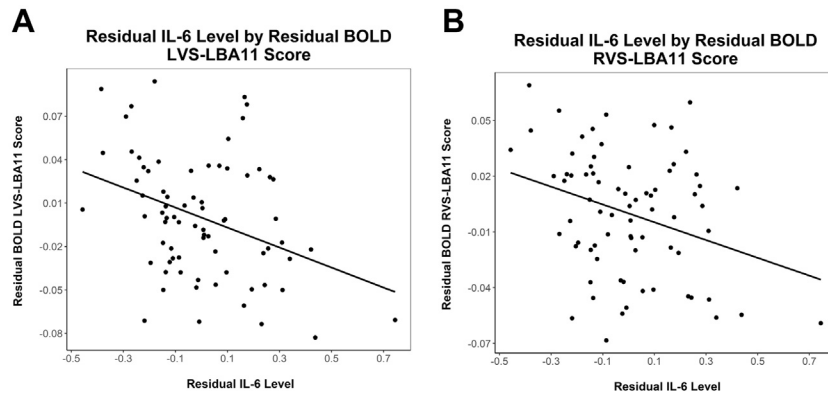 A
Residual IL-6 Level by Residual BOLD
LVS-LBA11 Score
Residual BOLD LVS-LBA11 Score
0.07
0.04
0.01
-0.02
-0.05
-0.08
-0.5
-0.3
-0.1
0.1
0.3
0.5
0.7
Residual IL-6 Level
B
Residual IL-6 Level by Residual BOLD
RVS-LBA11 Score
Residual BOLD RVS-LBA11 Score
0.05
0.02
-0.01
-0.04
-0.07
-0.5
-0.3
-0.1
0.1
0.3
0.5
0.7
Residual IL-6 Level